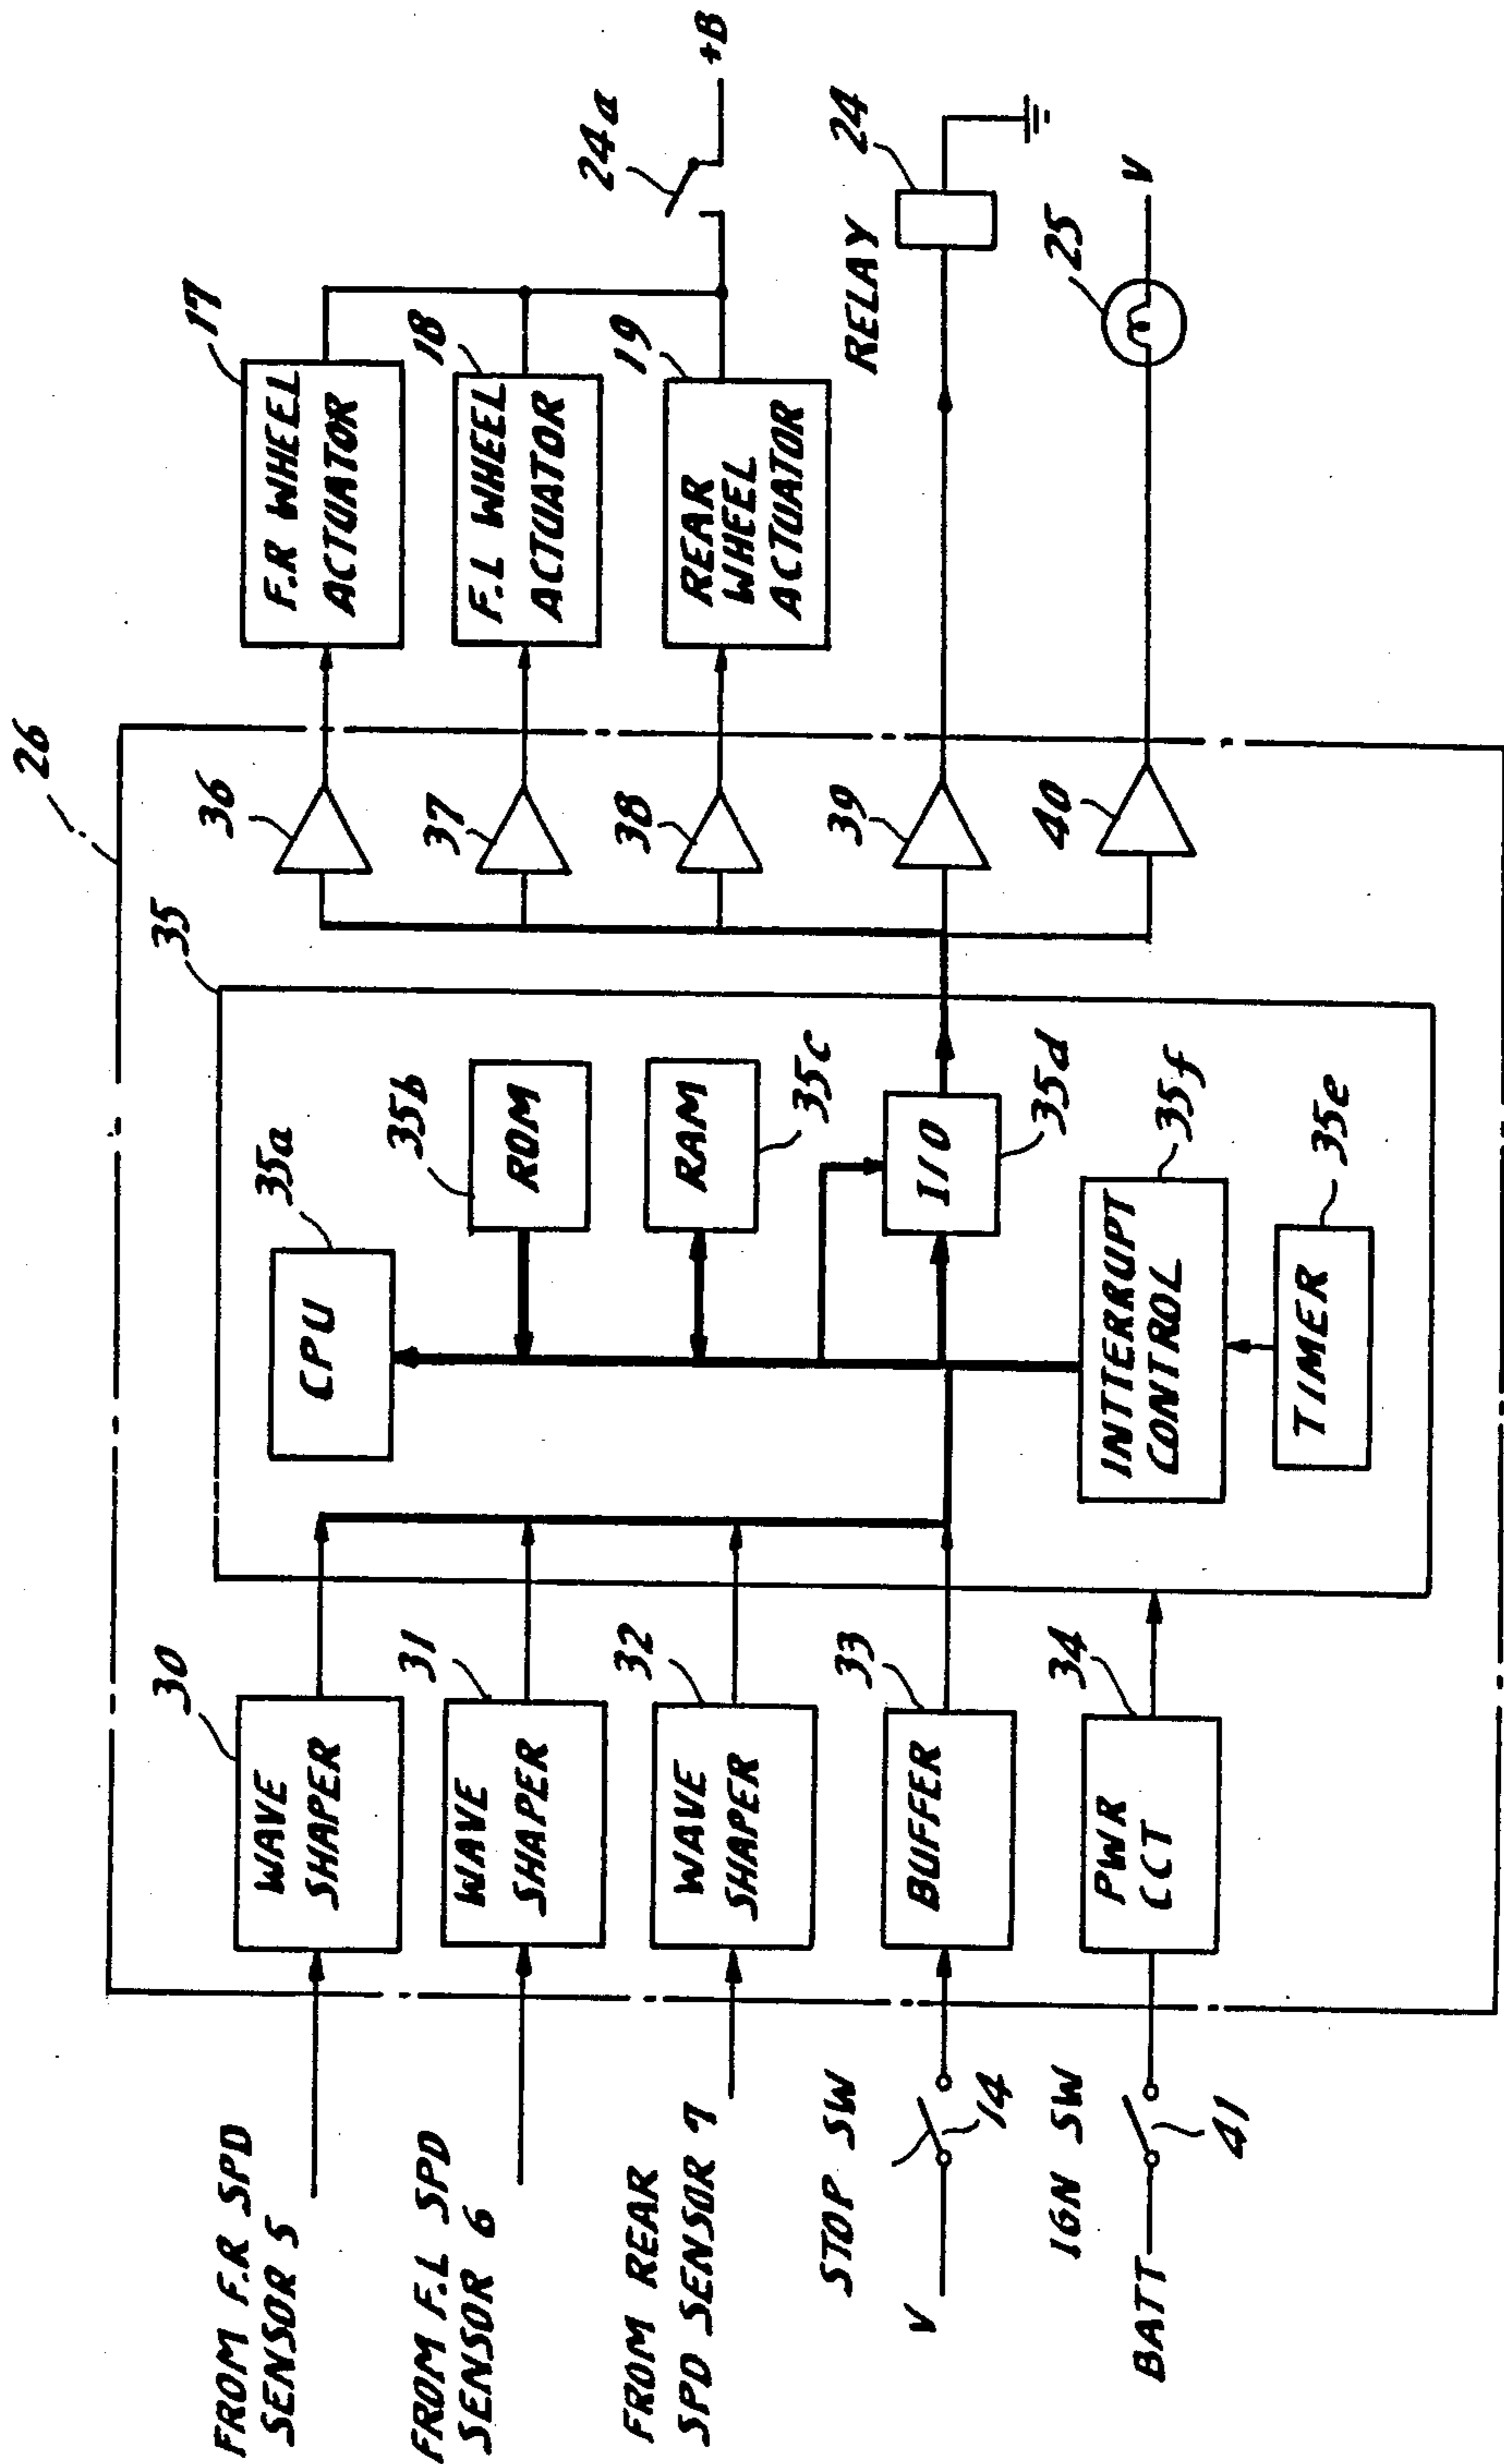 26
35
FROM F.R SPD
SENSOR 5
30
WAVE
SHAPER
35a
CPU
36
17
F.R WHEEL
ACTUATOR
FROM F.L SPD
SENSOR 6
31
WAVE
SHAPER
35b
ROM
37
18
F.L WHEEL
ACTUATOR
24a
+B
FROM REAR
SPD SENSOR 7
32
WAVE
SHAPER
RAM
35c
38
19
REAR
WHEEL
ACTUATOR
STOP SW
V
14
33
BUFFER
I/O
35d
39
RELAY
24
IGN SW
BATT
41
34
PWR
CCT
INTTERRUPT
CONTROL
35f
40
25
V
TIMER
35e